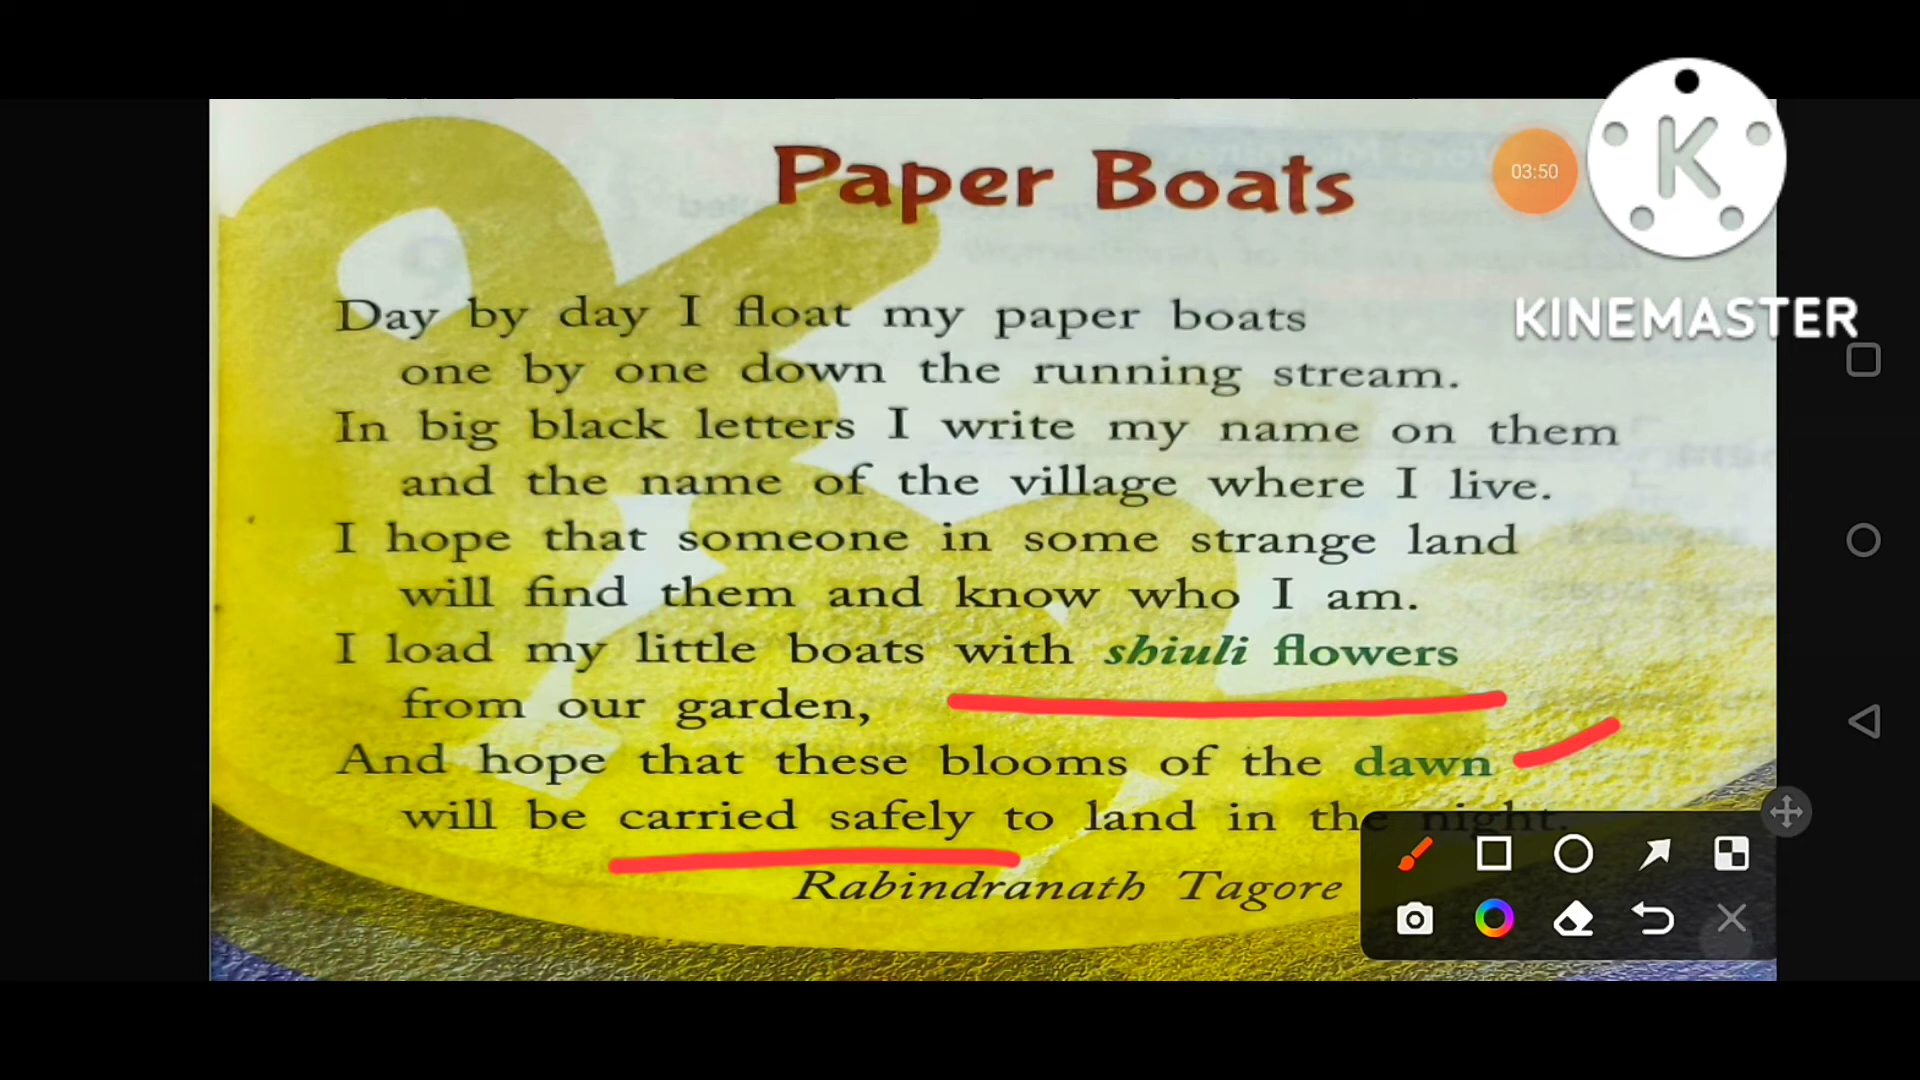 Paper Boats
03:50
K
KINEMASTER
Day by day I float my paper boats
one by one down the running stream.
In big black letters I write my name on them
and the name of the village where I live.
I hope that someone in some strange land
will find them and know who I am.
I load my little boats with shiuli flowers
from our garden,
And hope that these blooms of the dawn
will be carried safely to land in the night.
Rabindranath Tagore